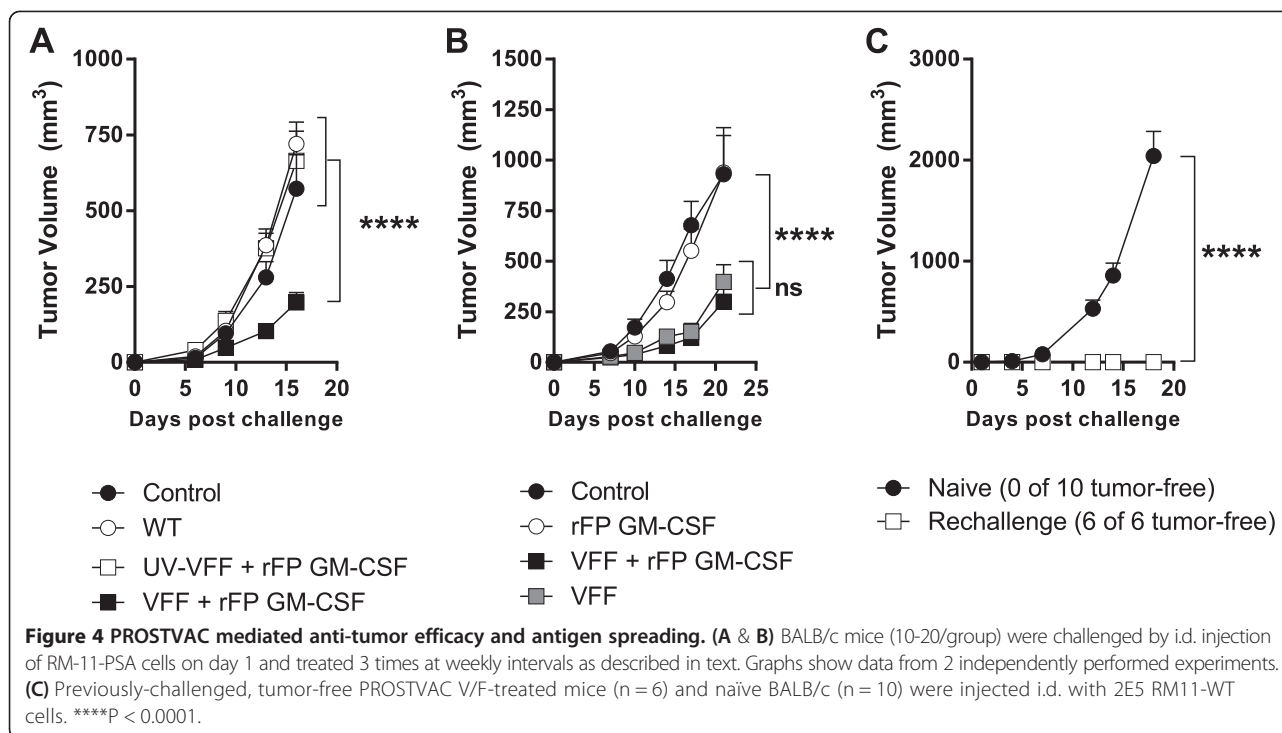 A
B
C
1000
750
500
250
0
Tumor Volume (mm³)
0 5 10 15 20
Days post challenge
****
1500
1250
1000
750
500
250
0
Tumor Volume (mm³)
0 5 10 15 20 25
Days post challenge
****
ns
3000
2000
1000
0
Tumor Volume (mm³)
0 5 10 15 20
Days post challenge
****
Control
WT
UV-VFF + rFP GM-CSF
VFF + rFP GM-CSF
Control
rFP GM-CSF
VFF + rFP GM-CSF
VFF
Naive (0 of 10 tumor-free)
Rechallenge (6 of 6 tumor-free)
Figure 4 PROSTVAC mediated anti-tumor efficacy and antigen spreading. (A & B) BALB/c mice (10-20/group) were challenged by i.d. injection
of RM-11-PSA cells on day 1 and treated 3 times at weekly intervals as described in text. Graphs show data from 2 independently performed experiments.
(C) Previously-challenged, tumor-free PROSTVAC V/F-treated mice (n = 6) and naïve BALB/c (n = 10) were injected i.d. with 2E5 RM11-WT
cells. ****P < 0.0001.